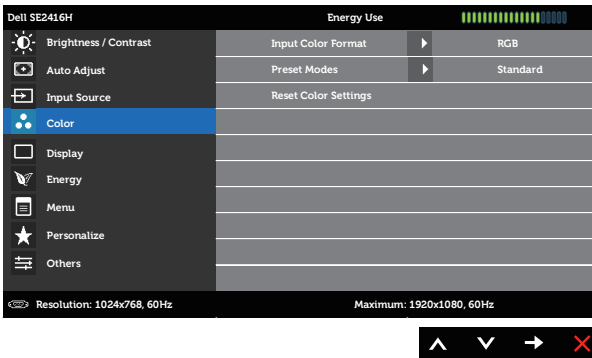 Dell SE2416H Energy Use
Brightness / Contrast Input Color Format RGB
Auto Adjust Preset Modes Standard
Input Source Reset Color Settings
Color
Display
Energy
Menu
Personalize
Others
Resolution: 1024x768, 60Hz Maximum: 1920x1080, 60Hz